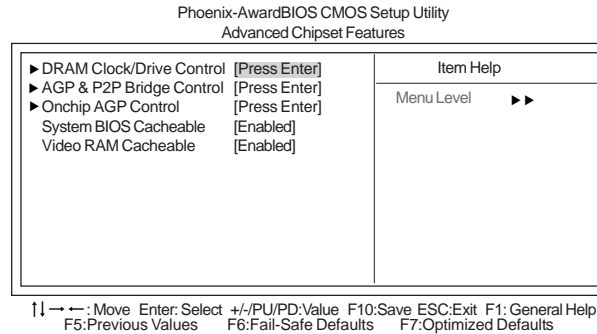 Phoenix-AwardBIOS CMOS Setup Utility
Advanced Chipset Features
►DRAM Clock/Drive Control [Press Enter]
►AGP & P2P Bridge Control [Press Enter]
►Onchip AGP Control [Press Enter]
System BIOS Cacheable [Enabled]
Video RAM Cacheable [Enabled]
Item Help
Menu Level ►►
↑↓→←: Move Enter: Select +/-/PU/PD:Value F10:Save ESC:Exit F1: General Help
F5:Previous Values F6:Fail-Safe Defaults F7:Optimized Defaults